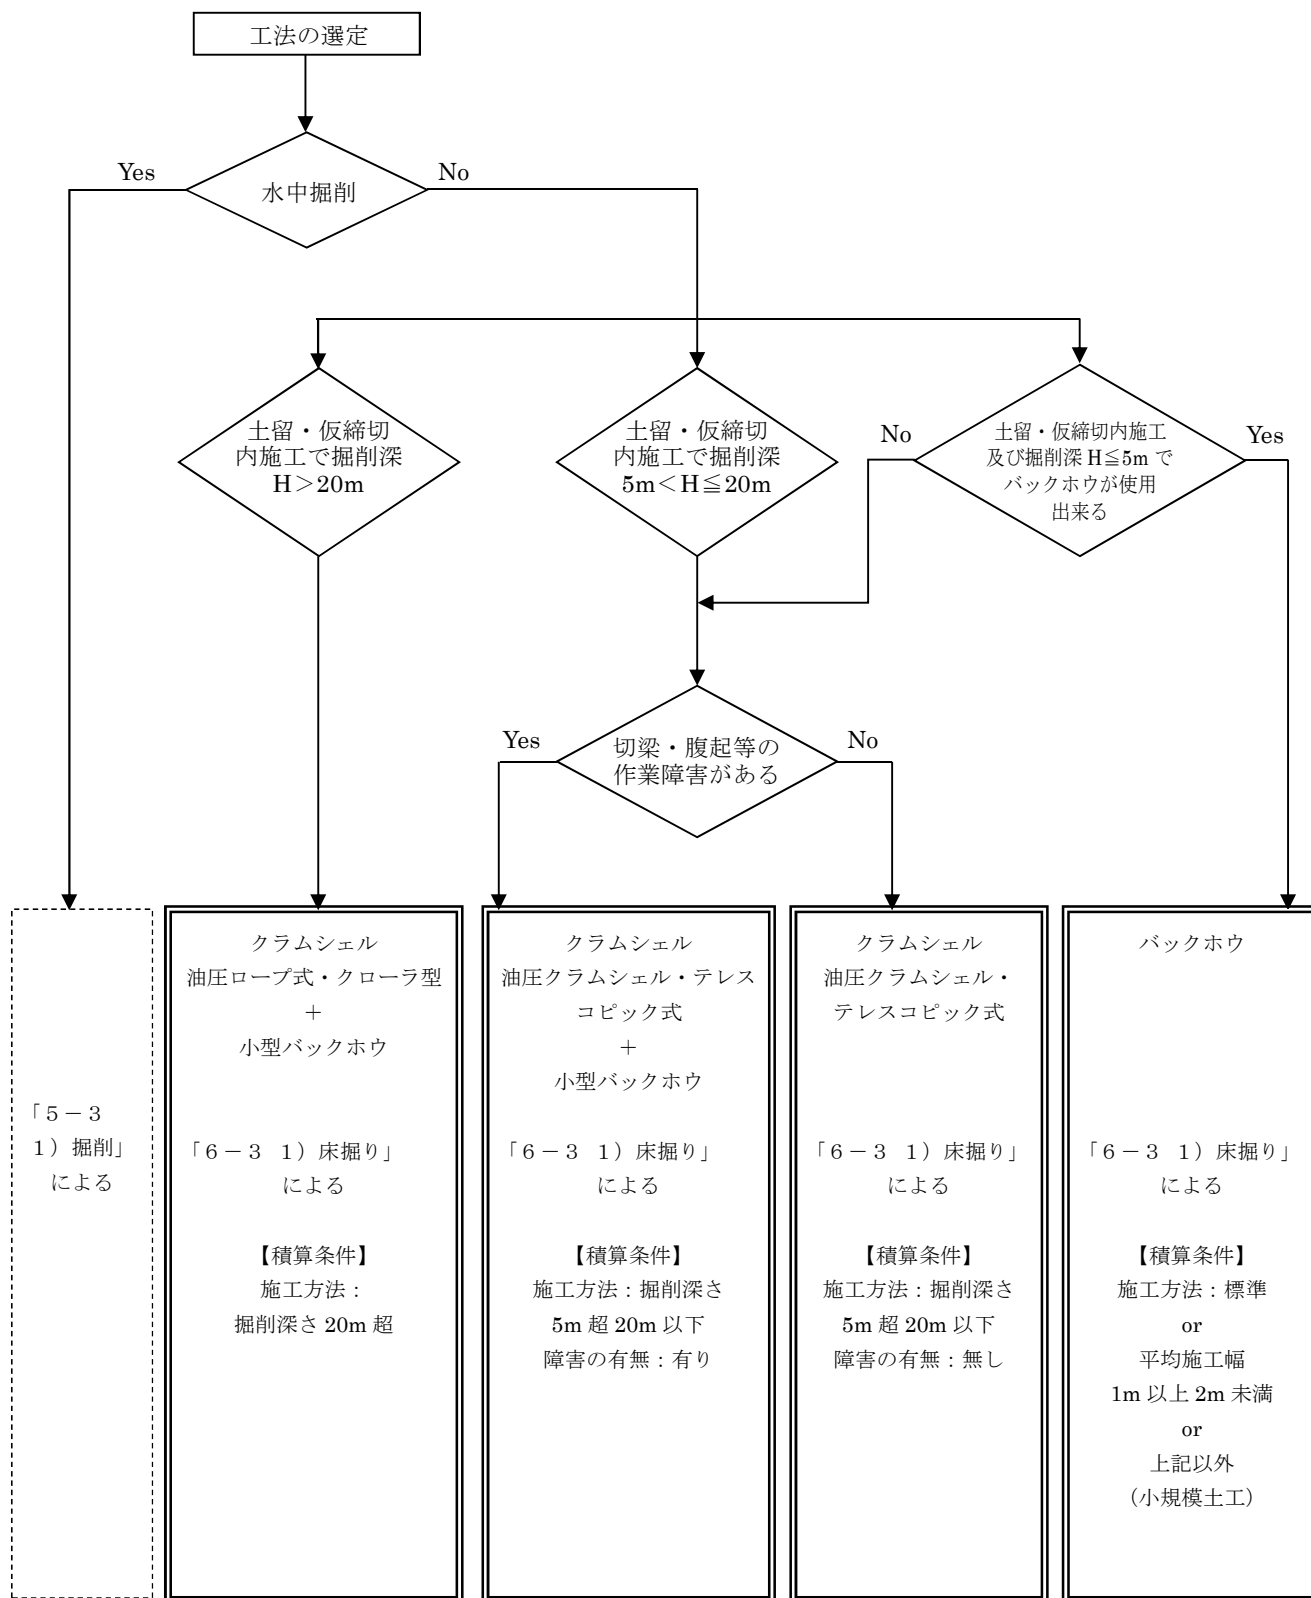 工法の選定
Yes
No
水中掘削
土留・仮締切
内施工で掘削深
H＞20m
土留・仮締切
内施工で掘削深
5m＜H≦20m
No
土留・仮締切内施工
及び掘削深 H≦5m で
バックホウが使用
出来る
Yes
Yes
切梁・腹起等の
作業障害がある
No
「５－３
１）掘削」
による
クラムシェル
油圧ロープ式・クローラ型
＋
小型バックホウ
「６－３ １）床掘り」
による
【積算条件】
施工方法：
掘削深さ 20m 超
クラムシェル
油圧クラムシェル・テレス
コピック式
＋
小型バックホウ
「６－３ １）床掘り」
による
【積算条件】
施工方法：掘削深さ
5m 超 20m 以下
障害の有無：有り
クラムシェル
油圧クラムシェル・
テレスコピック式
「６－３ １）床掘り」
による
【積算条件】
施工方法：掘削深さ
5m 超 20m 以下
障害の有無：無し
バックホウ
「６－３ １）床掘り」
による
【積算条件】
施工方法：標準
or
平均施工幅
1m 以上 2m 未満
or
上記以外
（小規模土工）